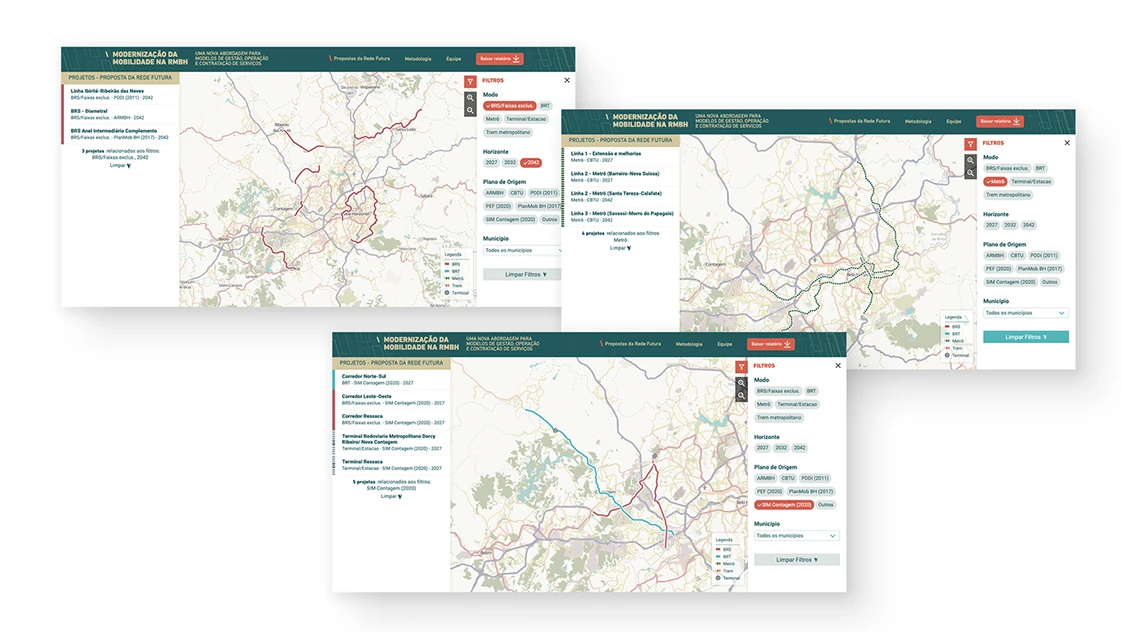 MODERNIZAÇÃO DA
MOBILIDADE NA RMBH
UMA NOVA ABORDAGEM PARA
MODELOS DE GESTÃO, OPERAÇÃO
E CONTRATAÇÃO DE SERVIÇOS
Propostas da Rede Futura
Metodologia
Equipe
Baixar relatório
PROJETOS - PROPOSTA DA REDE FUTURA
Linha Ibirité-Ribeirão das Neves
BRS/Faixas exclus. - PDDI (2011) - 2042
BRS - Diametral
BRS/Faixas exclus. - ARMBH - 2042
BRS Anel Intermediário Complemento
BRS/Faixas exclus. - PlanMob BH (2017) - 2042
3 projetos relacionados aos filtros:
BRS/Faixas exclus., 2042
Limpar
Contagem
Belo Horizonte
Santa Luzia
Sabará
Betim
Legenda
BRS
BRT
Metrô
Trem
Terminal
FILTROS
Modo
BRS/Faixas exclus. BRT
Metrô Terminal/Estacao
Trem metropolitano
Horizonte
2027 2032 2042
Plano de Origem
ARMBH CBTU PDDI (2011)
PEF (2020) PlanMob BH (2017)
SIM Contagem (2020) Outros
Município
Todos os municípios
Limpar Filtros
MODERNIZAÇÃO DA
MOBILIDADE NA RMBH
UMA NOVA ABORDAGEM PARA
MODELOS DE GESTÃO, OPERAÇÃO
E CONTRATAÇÃO DE SERVIÇOS
Propostas da Rede Futura
Metodologia
Equipe
Baixar relatório
PROJETOS - PROPOSTA DA REDE FUTURA
Linha 1 - Extensão e melhorias
Metrô - CBTU - 2027
Linha 2 - Metrô (Barreiro-Nova Suissa)
Metrô - CBTU - 2027
Linha 2 - Metrô (Santa Tereza-Calafate)
Metrô - CBTU - 2042
Linha 3 - Metrô (Savassi-Morro do Papagaio)
Metrô - CBTU - 2042
4 projetos relacionados aos filtros:
Metrô
Limpar
Contagem
Legenda
BRS
BRT
Metrô
Trem
Terminal
FILTROS
Modo
BRS/Faixas exclus. BRT
Metrô Terminal/Estacao
Trem metropolitano
Horizonte
2027 2032 2042
Plano de Origem
ARMBH CBTU PDDI (2011)
PEF (2020) PlanMob BH (2017)
SIM Contagem (2020) Outros
Município
Todos os municípios
Limpar Filtros
MODERNIZAÇÃO DA
MOBILIDADE NA RMBH
UMA NOVA ABORDAGEM PARA
MODELOS DE GESTÃO, OPERAÇÃO
E CONTRATAÇÃO DE SERVIÇOS
Propostas da Rede Futura
Metodologia
Equipe
Baixar relatório
PROJETOS - PROPOSTA DA REDE FUTURA
Corredor Norte-Sul
BRT - SIM Contagem (2020) - 2027
Corredor Leste-Oeste
BRS/Faixas exclus. - SIM Contagem (2020) - 2027
Corredor Ressaca
BRS/Faixas exclus. - SIM Contagem (2020) - 2027
Terminal Rodoviario Metropolitano Darcy
Ribeiro/ Nova Contagem
Terminal/Estacao - SIM Contagem (2020) - 2027
Terminal Ressaca
Terminal/Estacao - SIM Contagem (2020) - 2027
5 projetos relacionados aos filtros:
SIM Contagem (2020)
Limpar
Contagem
Betim
Legenda
BRS
BRT
Metrô
Trem
Terminal
FILTROS
Modo
BRS/Faixas exclus. BRT
Metrô Terminal/Estacao
Trem metropolitano
Horizonte
2027 2032 2042
Plano de Origem
ARMBH CBTU PDDI (2011)
PEF (2020) PlanMob BH (2017)
SIM Contagem (2020) Outros
Município
Todos os municípios
Limpar Filtros